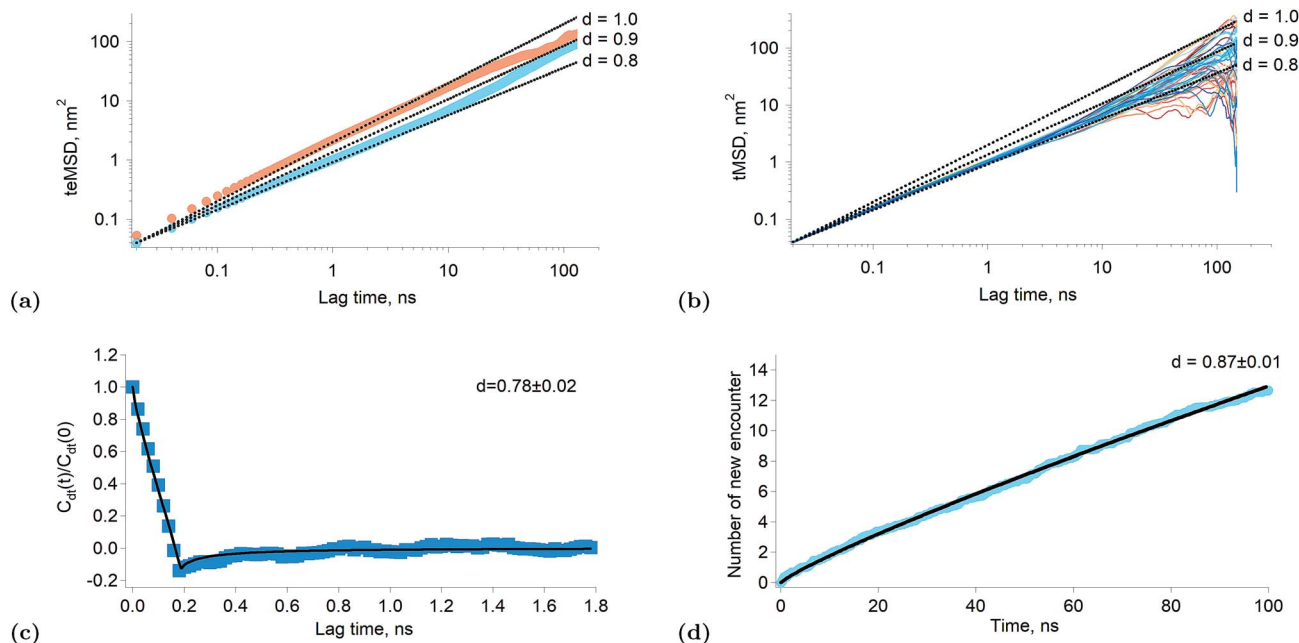 100
10
1
0.1
teMSD, nm²
0.1
1
10
100
Lag time, ns
d = 1.0
d = 0.9
d = 0.8
(a)
100
10
1
0.1
tMSD, nm²
0.1
1
10
100
Lag time, ns
d = 1.0
d = 0.9
d = 0.8
(b)
1.2
1.0
0.8
0.6
0.4
0.2
0.0
-0.2
C_dt(t)/C_dt(0)
d=0.78±0.02
0.0
0.2
0.4
0.6
0.8
1.0
1.2
1.4
1.6
1.8
Lag time, ns
(c)
14
12
10
8
6
4
2
0
Number of new encounter
d = 0.87±0.01
0
20
40
60
80
100
Time, ns
(d)